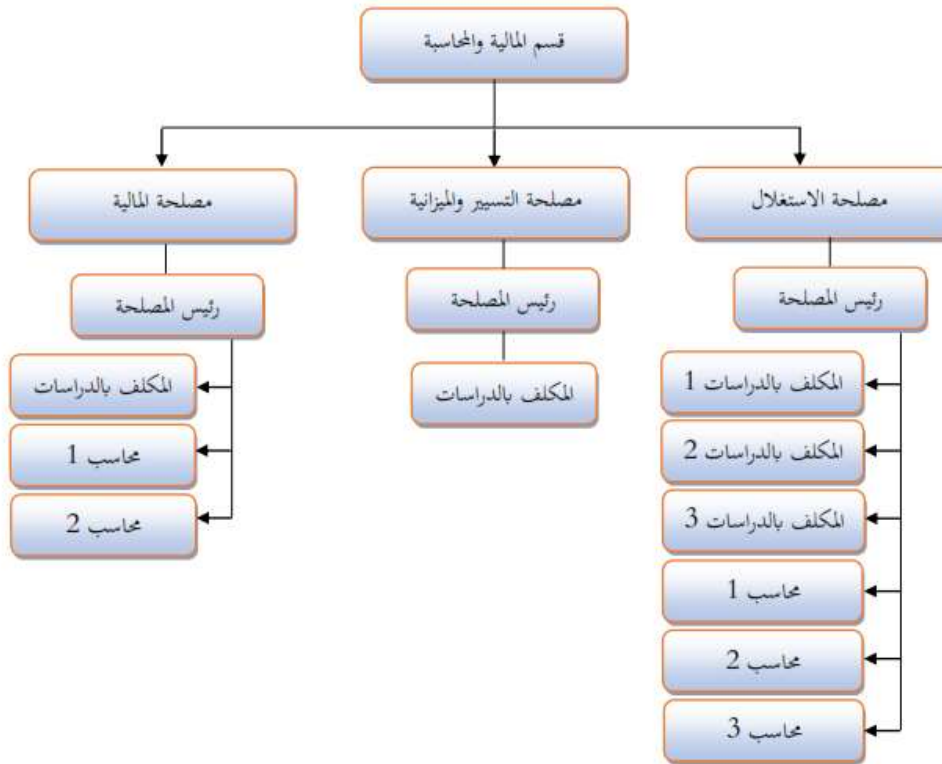 قسم المالية والمحاسبة
مصلحة الاستغلال
مصلحة التسيير والميزانية
مصلحة المالية
رئيس المصلحة
رئيس المصلحة
رئيس المصلحة
المكلف بالدراسات 1
المكلف بالدراسات 2
المكلف بالدراسات 3
محاسب 1
محاسب 2
محاسب 3
المكلف بالدراسات
المكلف بالدراسات
محاسب 1
محاسب 2